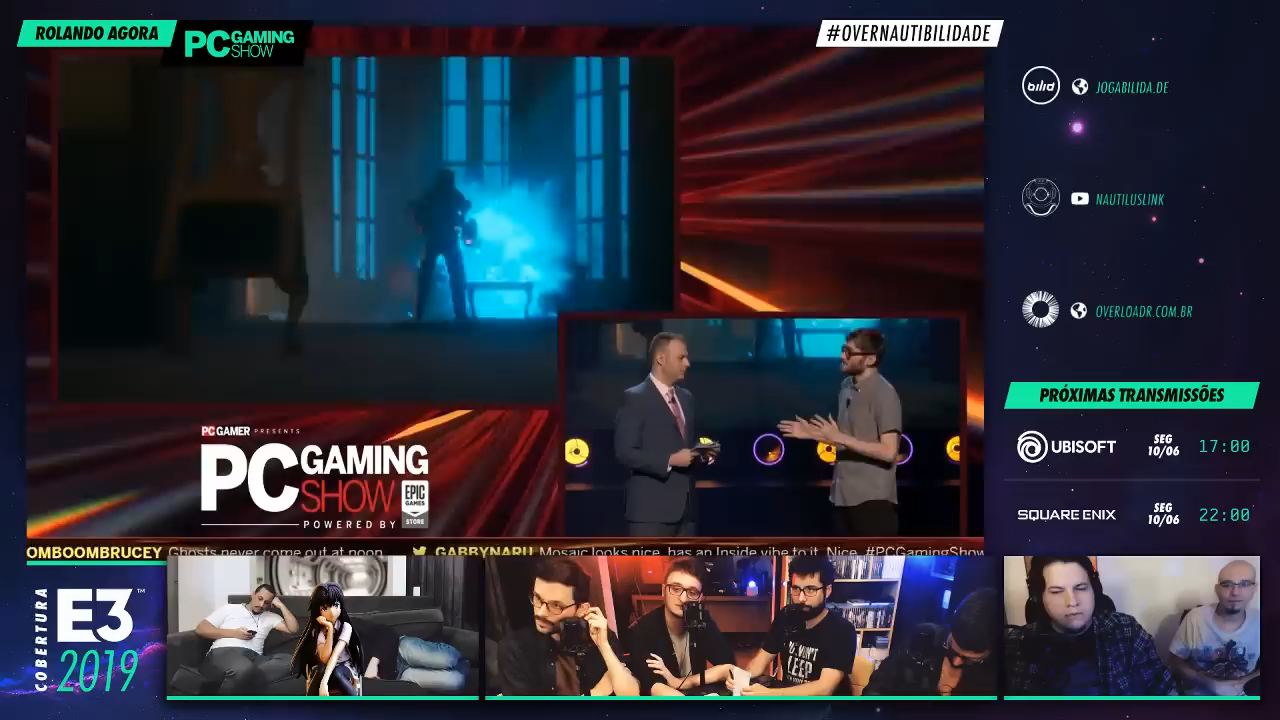 ROLANDO AGORA
PC GAMING SHOW
#OVERNAUTIBILIDADE
JOGABILIDA.DE
NAUTILUSLINK
OVERLOADR.COM.BR
PRÓXIMAS TRANSMISSÕES
UBISOFT SEG 10/06 17:00
SQUARE ENIX SEG 10/06 22:00
PC GAMER PRESENTS
PC GAMING SHOW
POWERED BY EPIC GAMES STORE
OMBOOMBRUCEY Ghosts never come out at noon GABBYNARU Mosaic looks nice, has an Inside vibe to it. Nice. #PCGamingShow
COBERTURA E3™ 2019